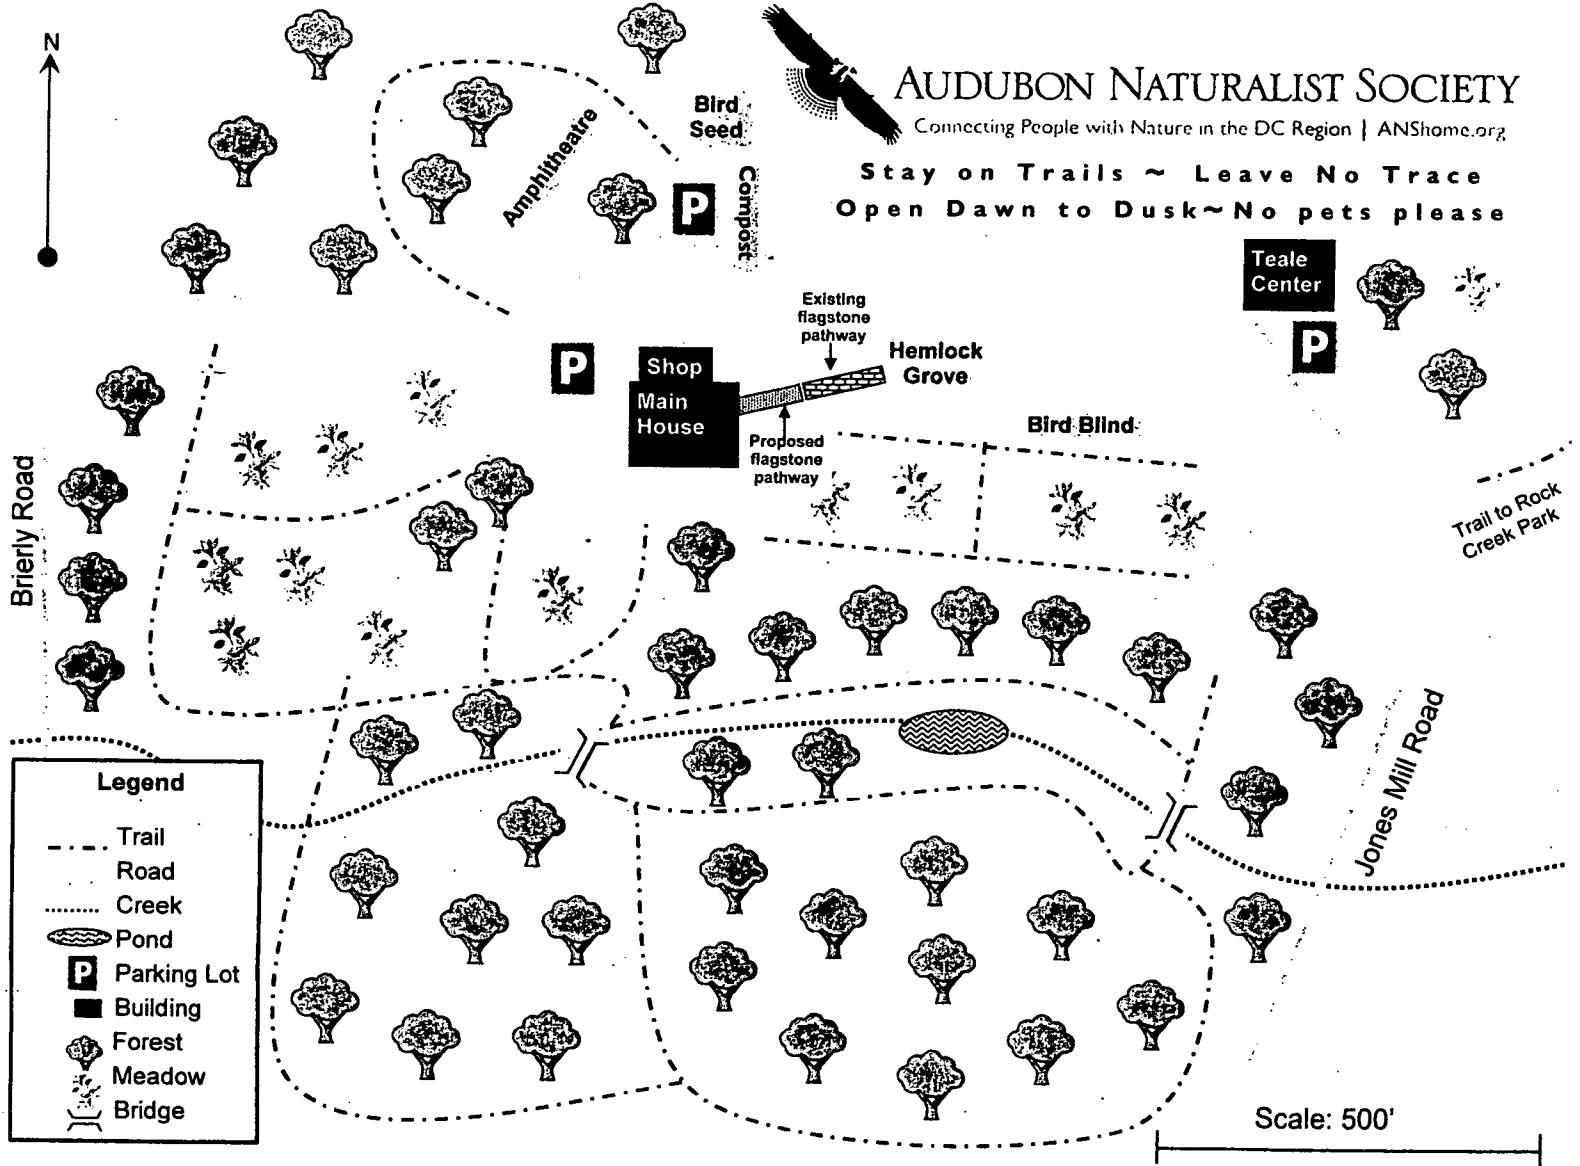 N
AUDUBON NATURALIST SOCIETY
Connecting People with Nature in the DC Region | ANShome.org
Stay on Trails ~ Leave No Trace
Open Dawn to Dusk~No pets please
Bird
Seed
Amphitheatre
P
Compost
Teale
Center
P
Existing
flagstone
pathway
Hemlock
Grove
P
Shop
Main
House
Proposed
flagstone
pathway
Bird Blind
Trail to Rock
Creek Park
Brierly Road
Jones Mill Road
Legend
Trail
Road
Creek
Pond
P Parking Lot
Building
Forest
Meadow
Bridge
Scale: 500'